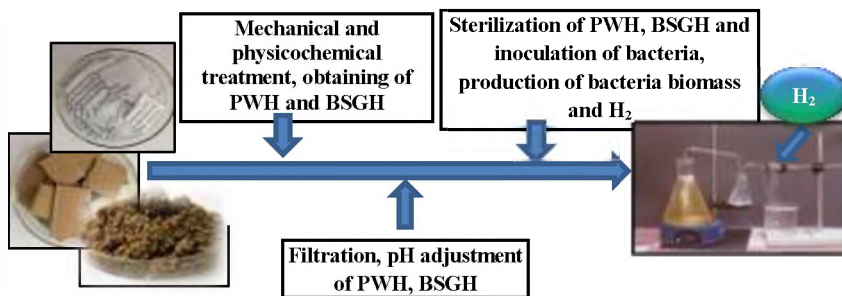 Mechanical and
physicochemical
treatment, obtaining of
PWH and BSGH
Sterilization of PWH, BSGH and
inoculation of bacteria,
production of bacteria biomass
and H₂
H₂
Filtration, pH adjustment
of PWH, BSGH